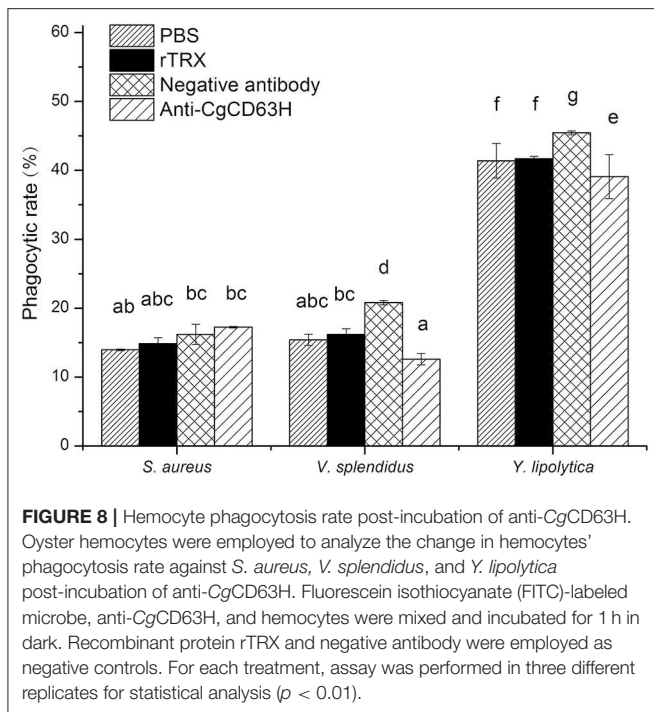 PBS
rTRX
Negative antibody
Anti-CgCD63H
60
50
40
30
20
10
0
Phagocytic rate (%)
ab abc bc bc
abc bc d a
f f g e
S. aureus V. splendidus Y. lipolytica
FIGURE 8 | Hemocyte phagocytosis rate post-incubation of anti-CgCD63H.
Oyster hemocytes were employed to analyze the change in hemocytes'
phagocytosis rate against S. aureus, V. splendidus, and Y. lipolytica
post-incubation of anti-CgCD63H. Fluorescein isothiocyanate (FITC)-labeled
microbe, anti-CgCD63H, and hemocytes were mixed and incubated for 1 h in
dark. Recombinant protein rTRX and negative antibody were employed as
negative controls. For each treatment, assay was performed in three different
replicates for statistical analysis (p < 0.01).